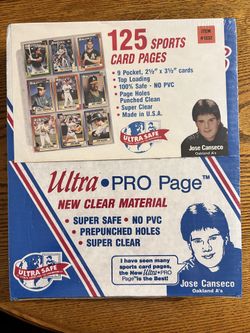 125 SPORTS
CARD PAGES
ITEM
• 9 Pocket, 2½" x 3½" cards
• Top Loading
• 100% Safe - No PVC
• Page Holes
Punched Clean
• Super Clear
• Made in U.S.A.
ULTRA SAFE
Jose Canseco
Oakland A's
Ultra•PRO Page™
NEW CLEAR MATERIAL
• SUPER SAFE • NO PVC
• PREPUNCHED HOLES
• SUPER CLEAR
I have seen many
sports card pages,
the New Ultra•PRO
Page is the Best!
ULTRA SAFE
Jose Canseco
Oakland A's